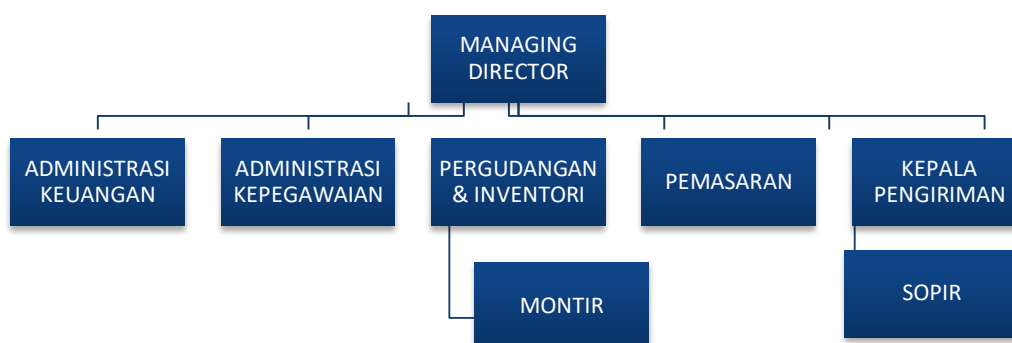 MANAGING
DIRECTOR
ADMINISTRASI
KEUANGAN
ADMINISTRASI
KEPEGAWAIAN
PERGUDANGAN
& INVENTORI
PEMASARAN
KEPALA
PENGIRIMAN
MONTIR
SOPIR